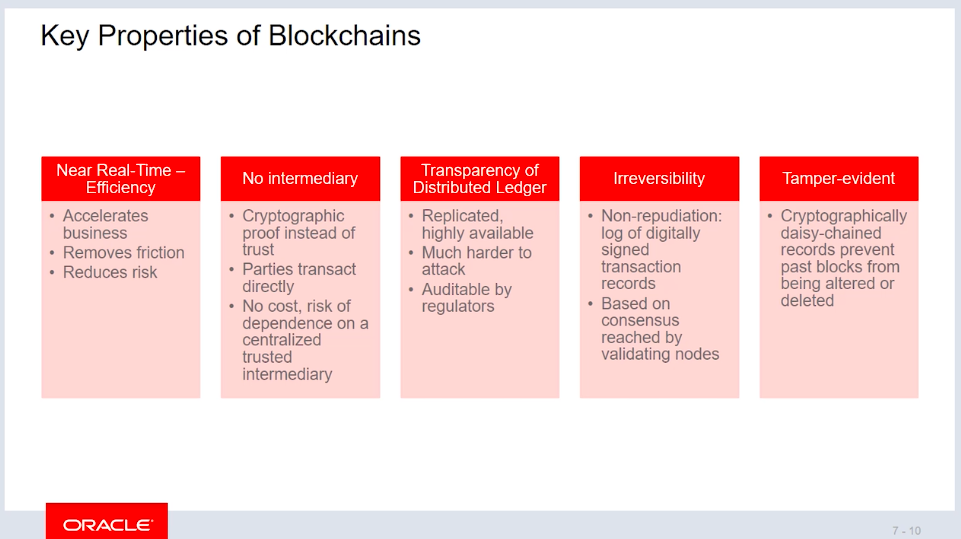 Key Properties of Blockchains
Near Real-Time –
Efficiency
• Accelerates
business
• Removes friction
• Reduces risk
No intermediary
• Cryptographic
proof instead of
trust
• Parties transact
directly
• No cost, risk of
dependence on a
centralized
trusted
intermediary
Transparency of
Distributed Ledger
• Replicated,
highly available
• Much harder to
attack
• Auditable by
regulators
Irreversibility
• Non-repudiation:
log of digitally
signed
transaction
records
• Based on
consensus
reached by
validating nodes
Tamper-evident
• Cryptographically
daisy-chained
records prevent
past blocks from
being altered or
deleted
ORACLE
7 - 10